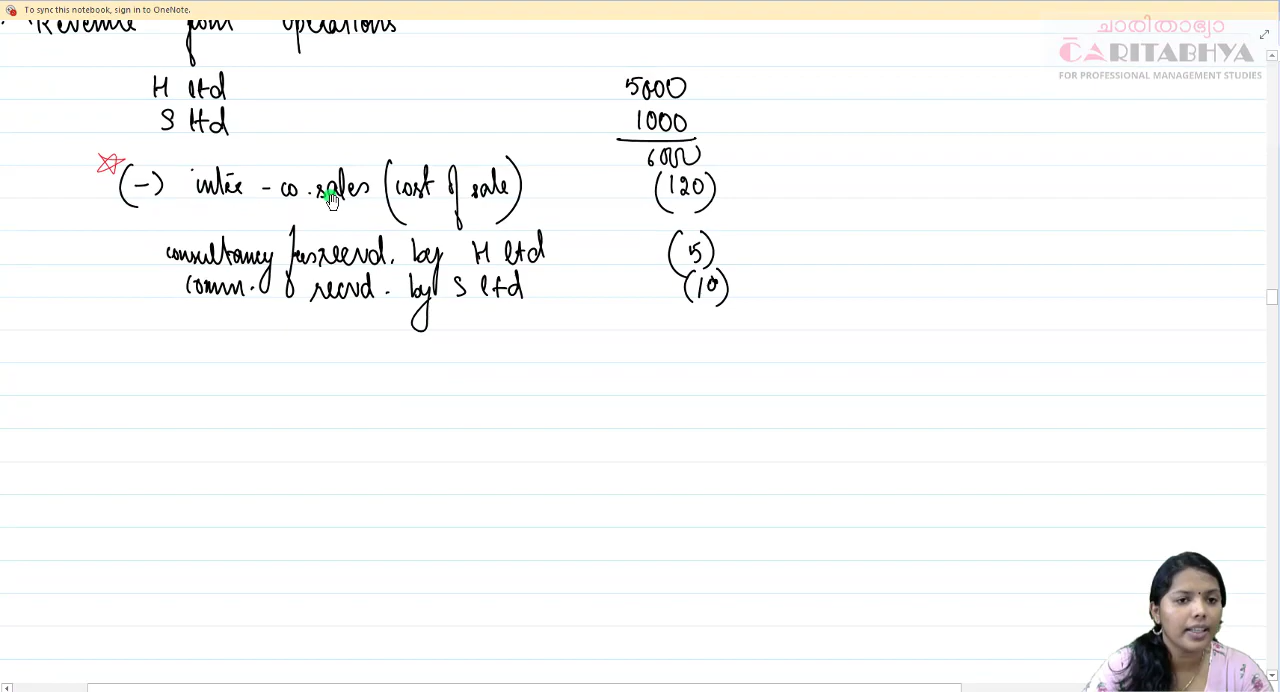 To sync this notebook, sign in to OneNote.
Revenue from operations
ചാരിതാഭ്യാ
CARITABHYA
FOR PROFESSIONAL MANAGEMENT STUDIES
H Ltd 5000
S Ltd 1000
6000
(-) inter-co. sales (cost of sale) (120)
consultancy fees recvd. by H Ltd (5)
comm. recvd. by S Ltd (10)